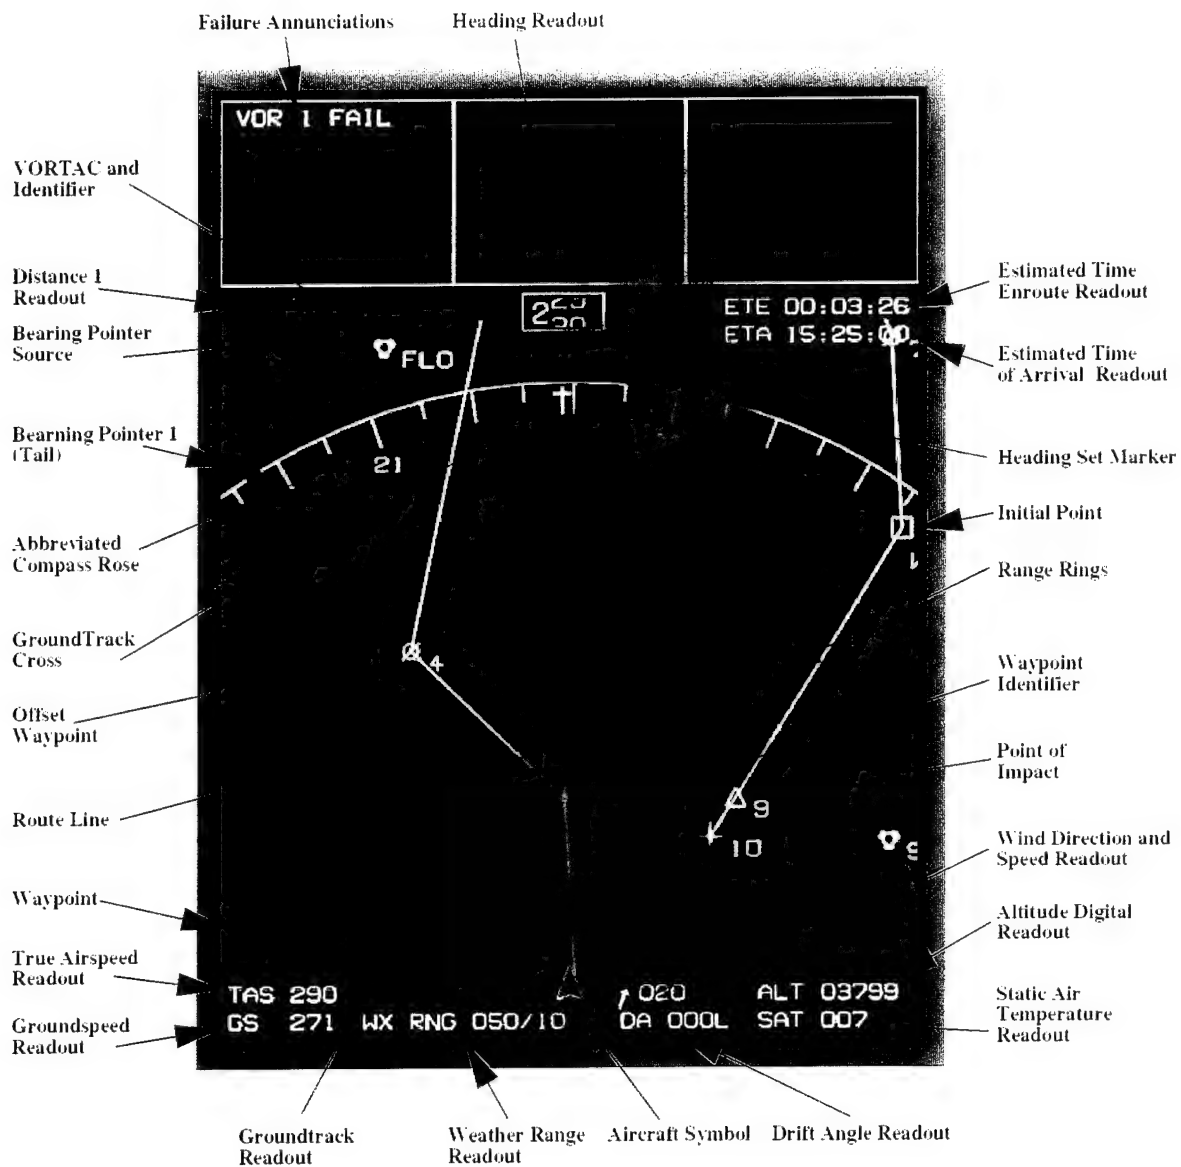 Failure Annunciations
Heading Readout
VORTAC and
Identifier
Distance 1
Readout
Bearing Pointer
Source
Bearning Pointer 1
(Tail)
Abbreviated
Compass Rose
GroundTrack
Cross
Offset
Waypoint
Route Line
Waypoint
True Airspeed
Readout
Groundspeed
Readout
VOR 1 FAIL
ETE 00:03:26
ETA 15:25:00
FLO
21
4
9
10
TAS 290
GS 271
WX RNG 050/10
020
DA 000L
ALT 03799
SAT 007
Estimated Time
Enroute Readout
Estimated Time
of Arrival Readout
Heading Set Marker
Initial Point
Range Rings
Waypoint
Identifier
Point of
Impact
Wind Direction and
Speed Readout
Altitude Digital
Readout
Static Air
Temperature
Readout
Groundtrack
Readout
Weather Range
Readout
Aircraft Symbol
Drift Angle Readout